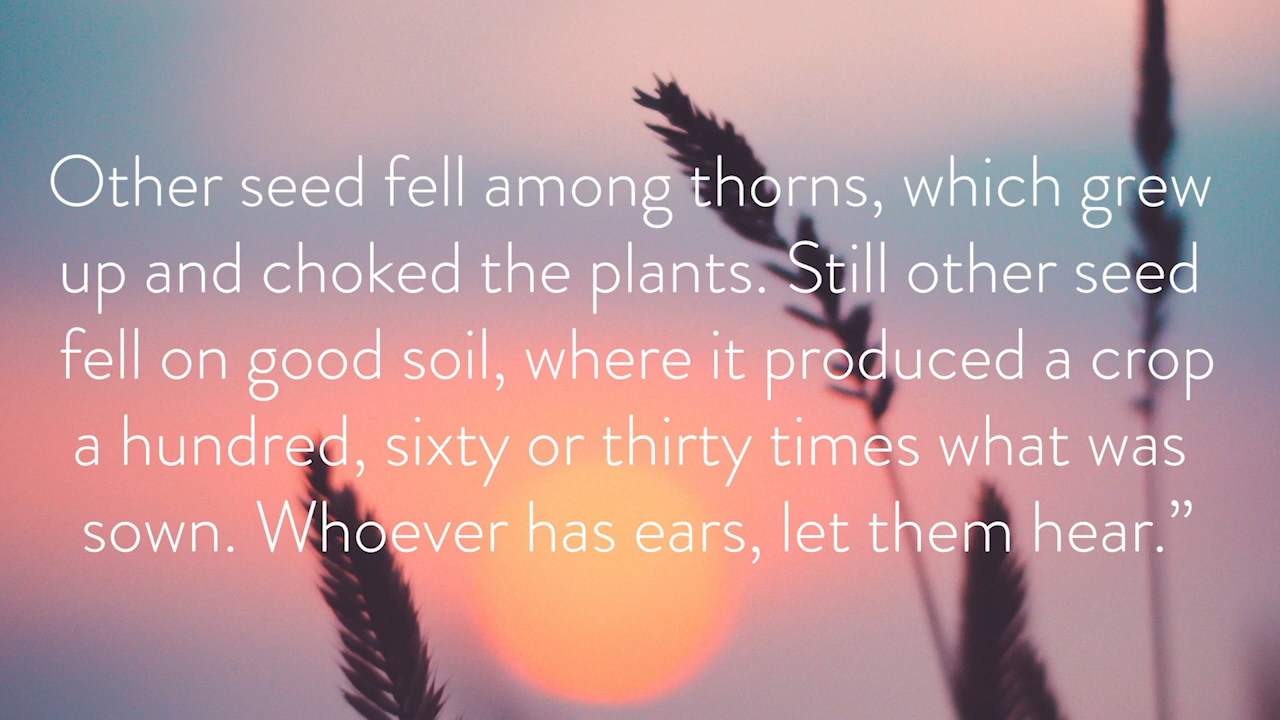 Other seed fell among thorns, which grew
up and choked the plants. Still other seed
fell on good soil, where it produced a crop
a hundred, sixty or thirty times what was
sown. Whoever has ears, let them hear.”